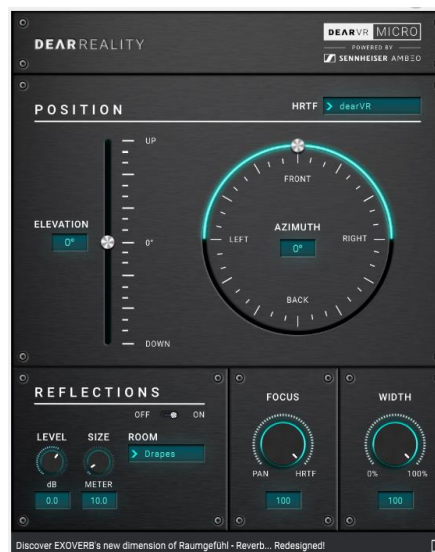 DEARREALITY
DEARVR MICRO
POWERED BY
SENNHEISER AMBEO
POSITION
HRTF
> dearVR
UP
ELEVATION
0°
0°
DOWN
FRONT
LEFT
AZIMUTH
RIGHT
0°
BACK
REFLECTIONS
OFF ON
LEVEL SIZE ROOM
> Drapes
dB METER
0.0 10.0
FOCUS
PAN HRTF
100
WIDTH
0% 100%
100
Discover EXOVERB's new dimension of Raumgefühl - Reverb... Redesigned!